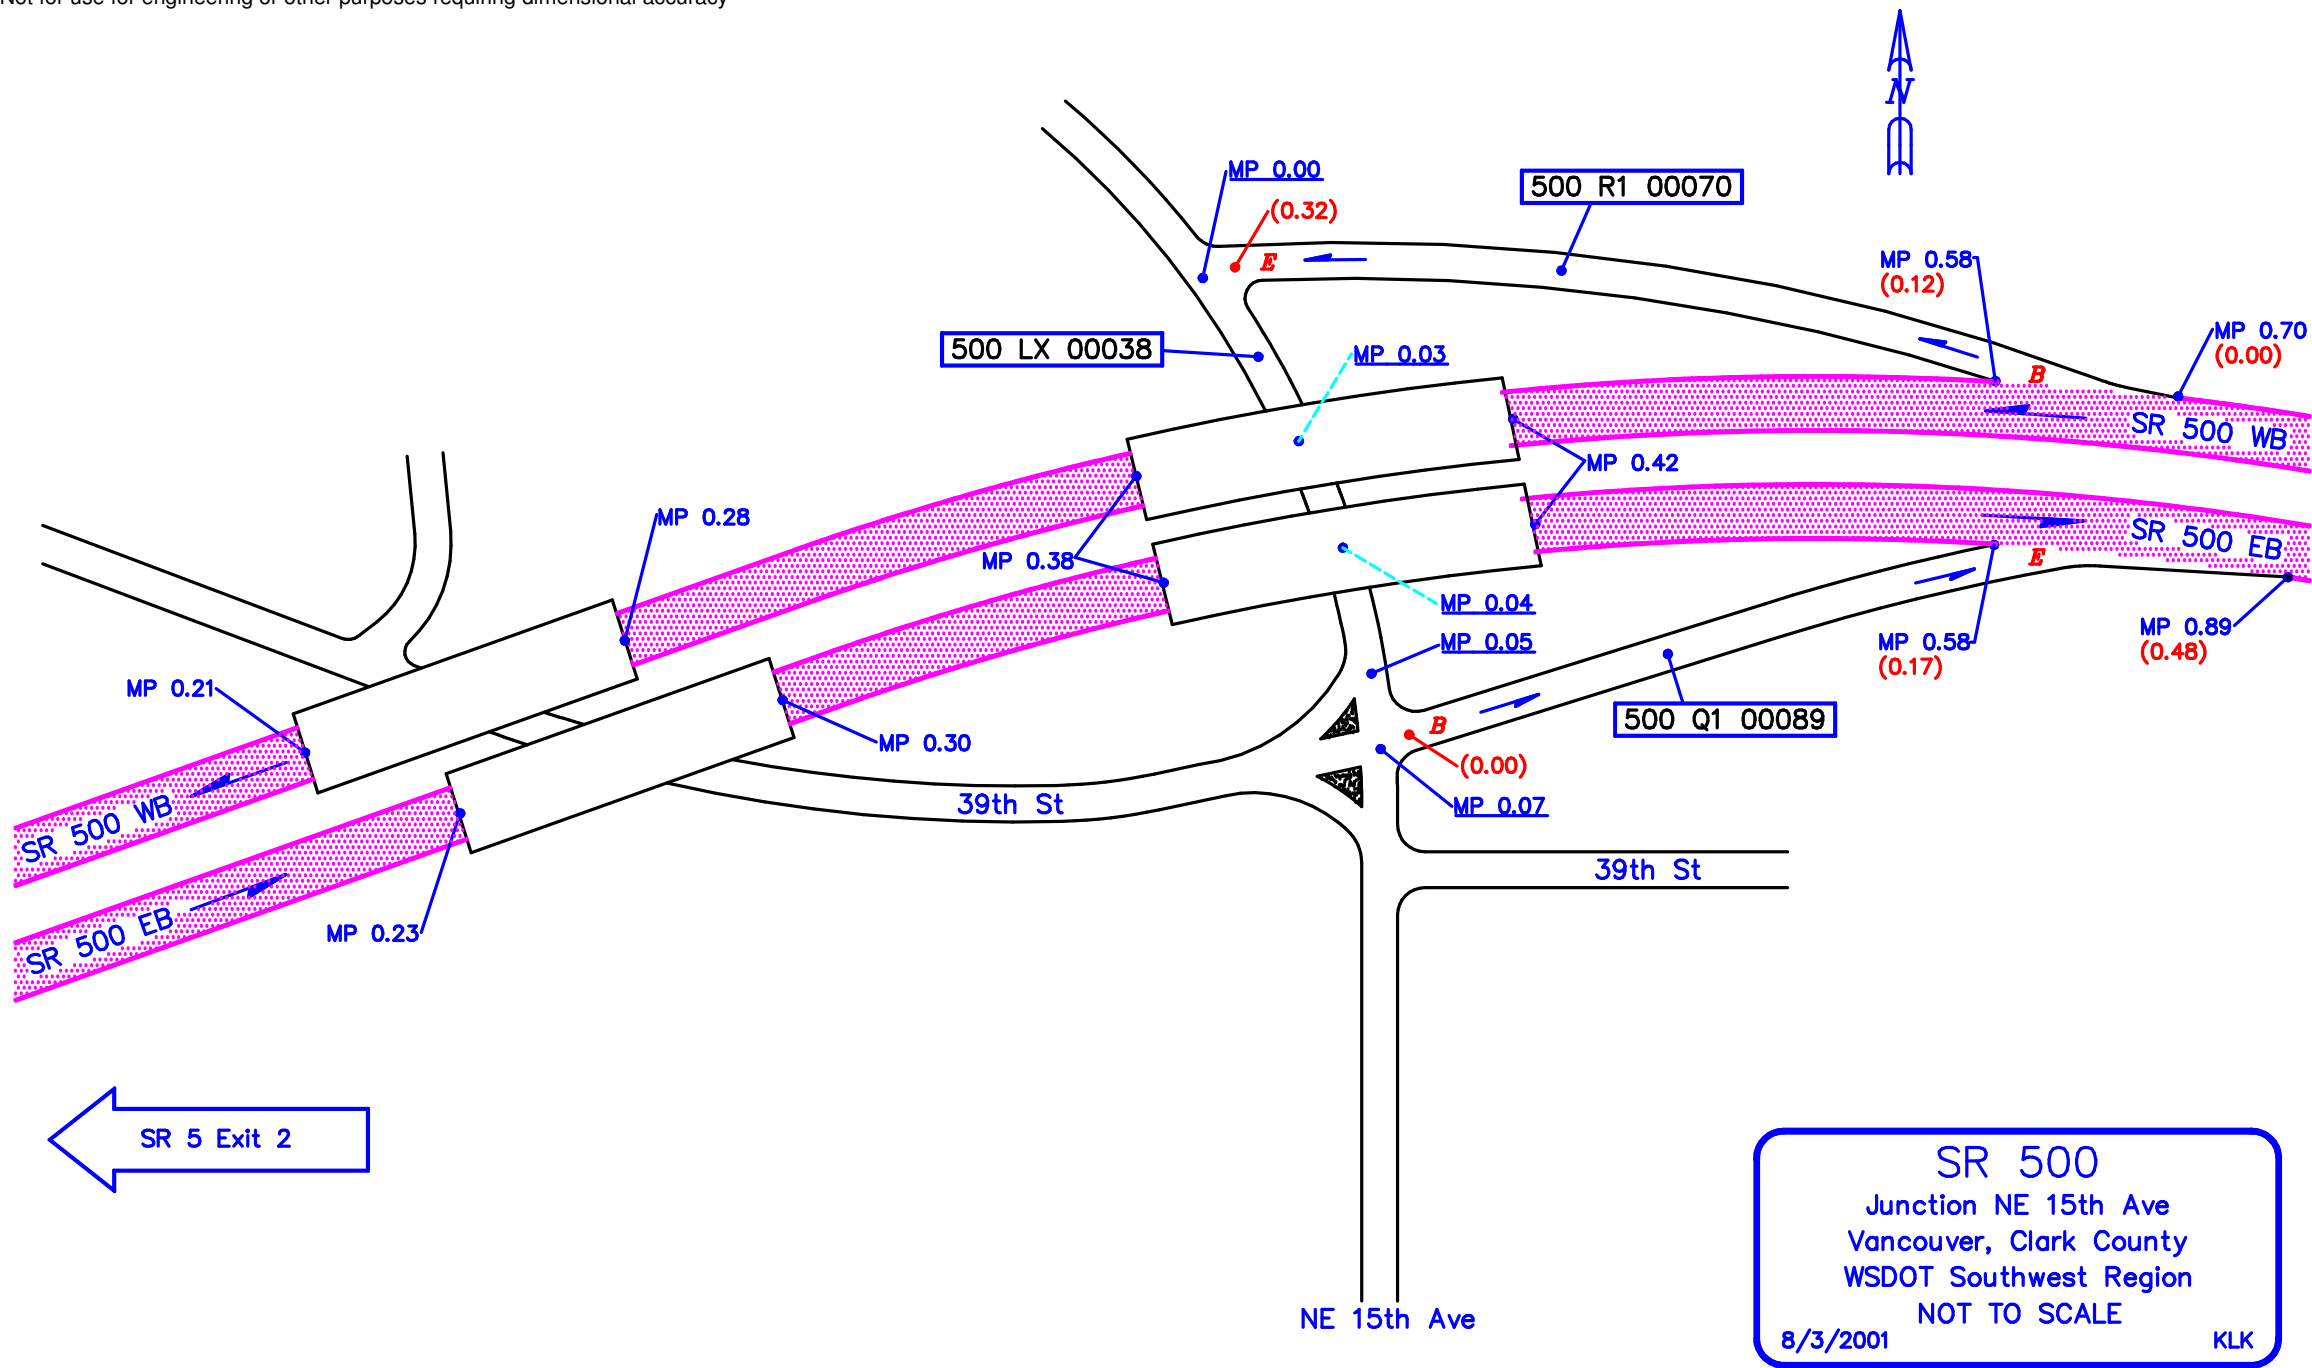 Not for use for engineering or other purposes requiring dimensional accuracy
N
MP 0.00
(0.32)
E
500 R1 00070
MP 0.58
(0.12)
B
MP 0.70
(0.00)
500 LX 00038
MP 0.03
SR 500 WB
MP 0.42
MP 0.28
MP 0.38
SR 500 EB
E
MP 0.04
MP 0.05
MP 0.58
(0.17)
MP 0.89
(0.48)
MP 0.21
MP 0.30
500 Q1 00089
B
(0.00)
MP 0.07
39th St
SR 500 WB
39th St
SR 500 EB
MP 0.23
SR 5 Exit 2
NE 15th Ave
SR 500
Junction NE 15th Ave
Vancouver, Clark County
WSDOT Southwest Region
NOT TO SCALE
8/3/2001 KLK